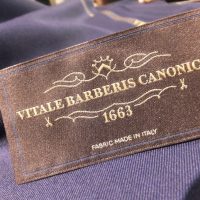 VITALE BARBERIS CANONIC
1663
FABRIC MADE IN ITALY